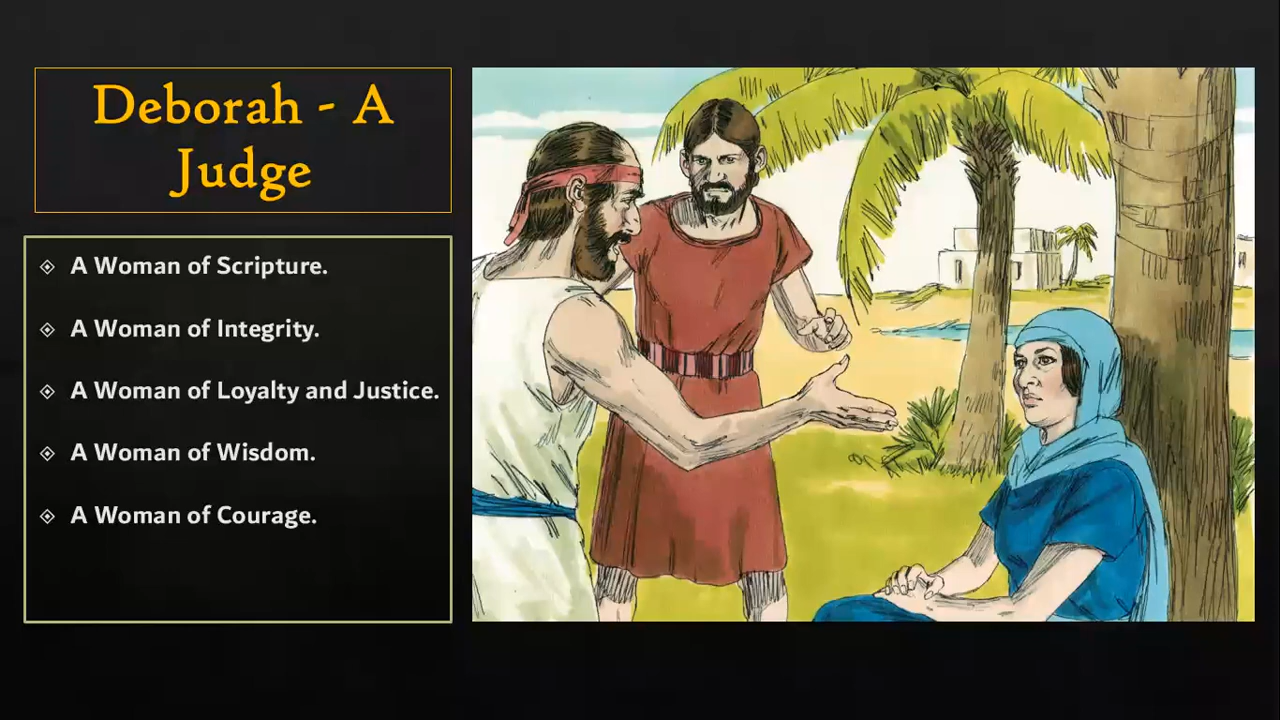 Deborah - A
Judge
A Woman of Scripture.
A Woman of Integrity.
A Woman of Loyalty and Justice.
A Woman of Wisdom.
A Woman of Courage.